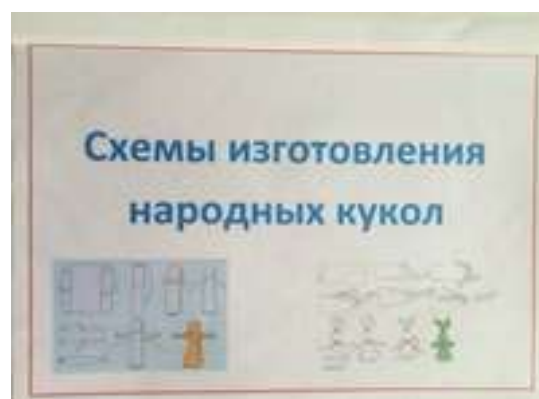 Схемы изготовления
народных кукол